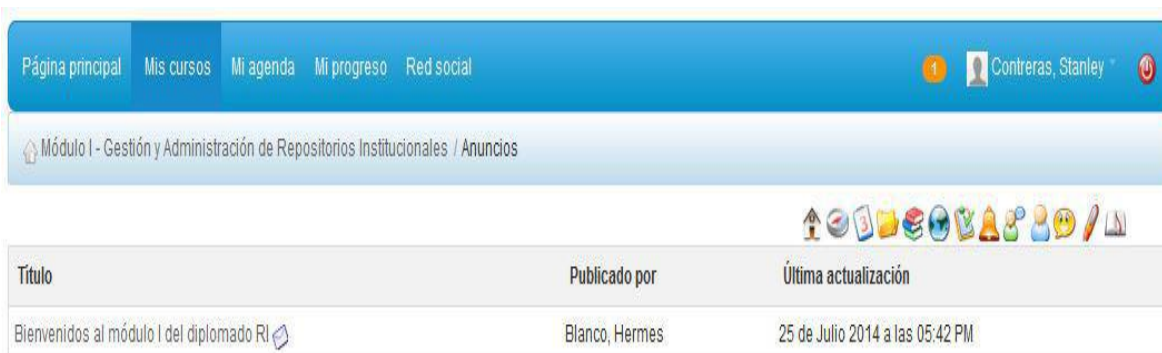 Página principal Mis cursos Mi agenda Mi progreso Red social 1 Contreras, Stanley
Módulo I - Gestión y Administración de Repositorios Institucionales / Anuncios
3
Título Publicado por Última actualización
Bienvenidos al módulo I del diplomado RI Blanco, Hermes 25 de Julio 2014 a las 05:42 PM